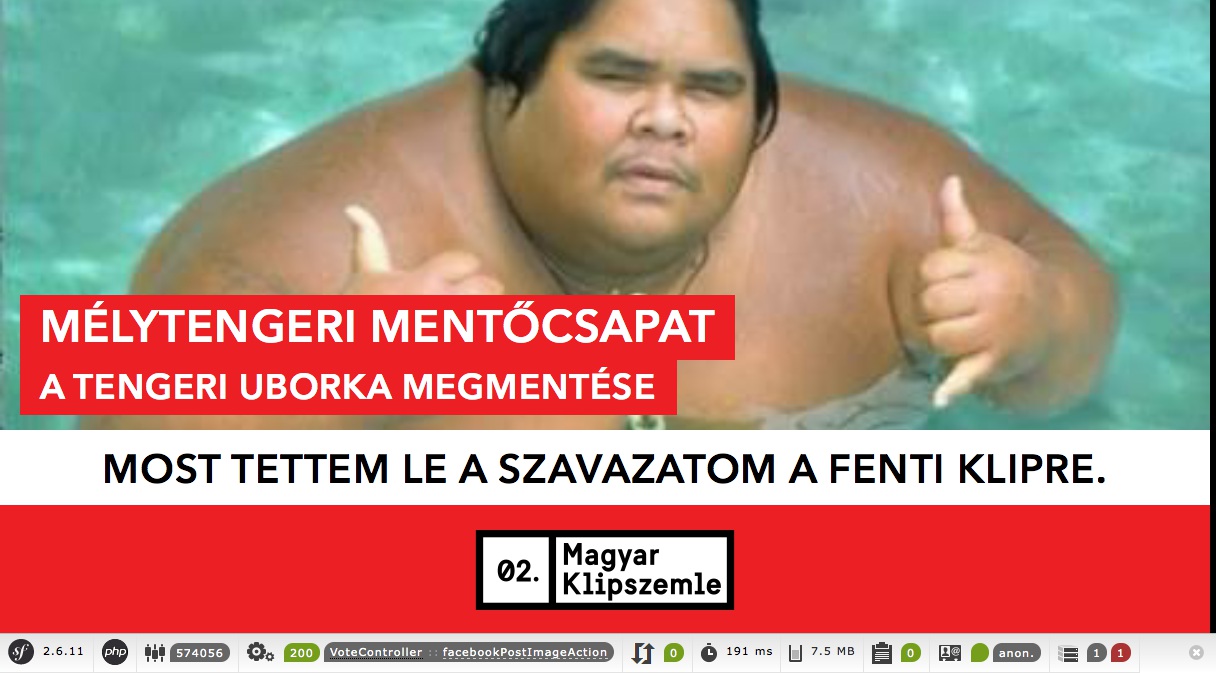 MÉLYTENGERI MENTŐCSAPAT
A TENGERI UBORKA MEGMENTÉSE
MOST TETTEM LE A SZAVAZATOM A FENTI KLIPRE.
02. Magyar
Klipszemle
sf 2.6.11 php 574056 200 VoteController :: facebookPostImageAction 0 191 ms 7.5 MB 0 anon. 1 1